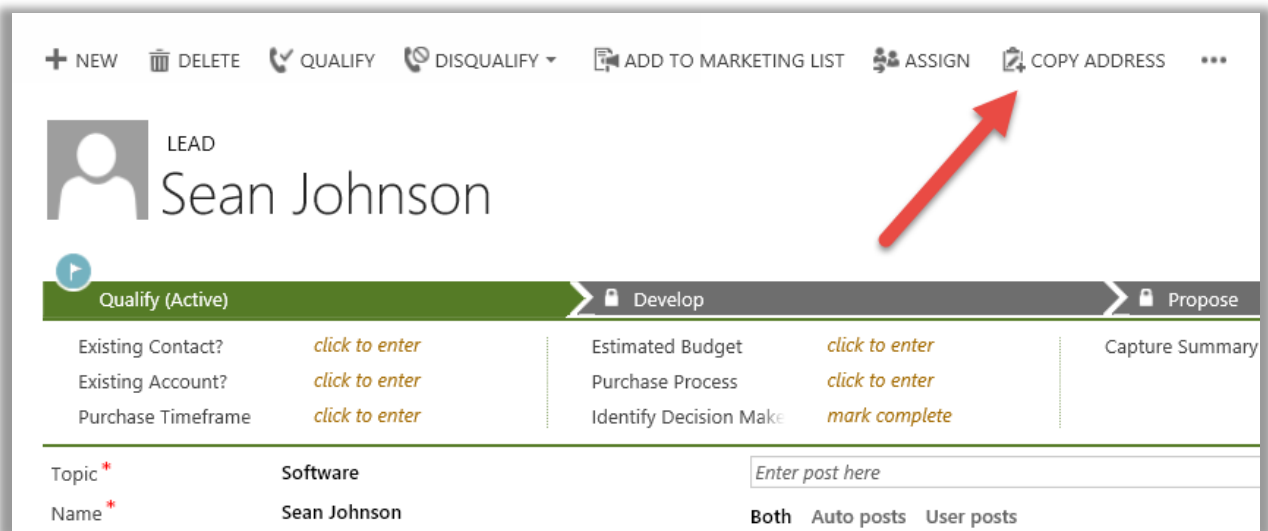 NEW DELETE QUALIFY DISQUALIFY ADD TO MARKETING LIST ASSIGN COPY ADDRESS ...
LEAD
Sean Johnson
Qualify (Active) Develop Propose
Existing Contact? click to enter Estimated Budget click to enter Capture Summary
Existing Account? click to enter Purchase Process click to enter
Purchase Timeframe click to enter Identify Decision Make mark complete
Topic * Software Enter post here
Name * Sean Johnson Both Auto posts User posts